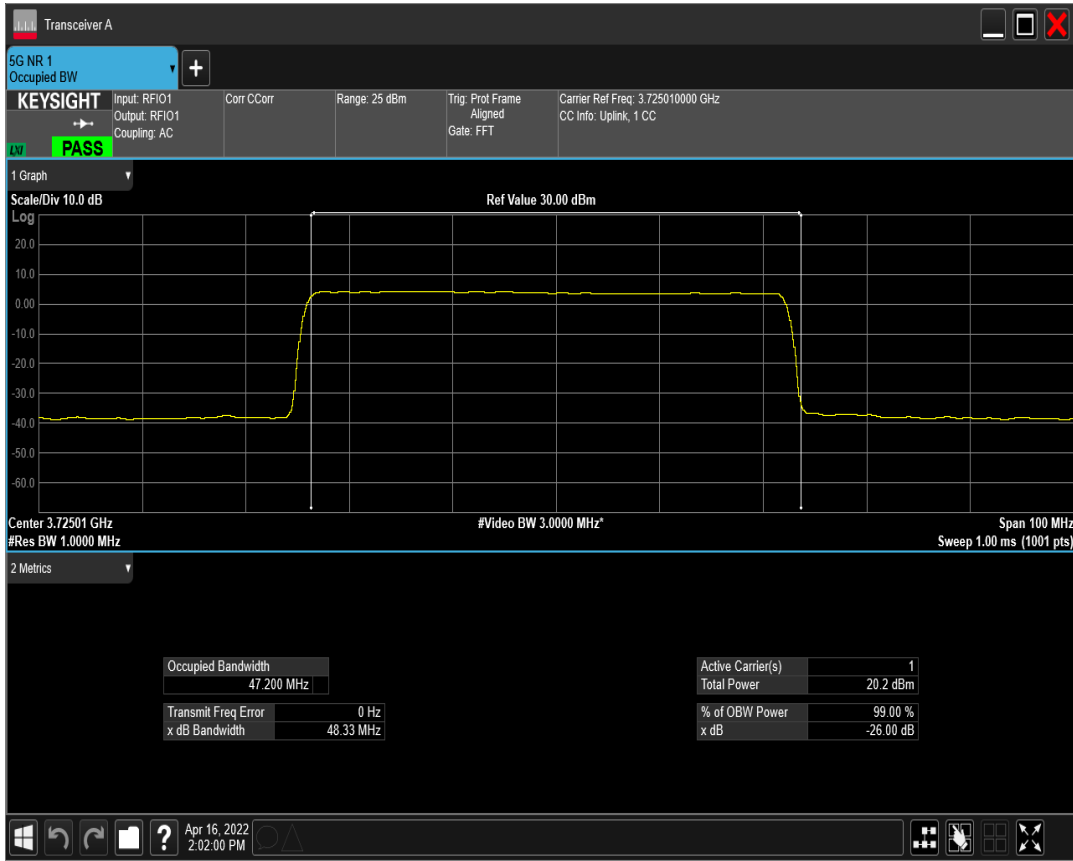 Transceiver A
5G NR 1
Occupied BW
KEYSIGHT
LXI
PASS
Input: RFIO1
Output: RFIO1
Coupling: AC
Corr CCorr
Range: 25 dBm
Trig: Prot Frame
Aligned
Gate: FFT
Carrier Ref Freq: 3.725010000 GHz
CC Info: Uplink, 1 CC
1 Graph
Scale/Div 10.0 dB
Ref Value 30.00 dBm
Log
20.0
10.0
0.00
-10.0
-20.0
-30.0
-40.0
-50.0
-60.0
Center 3.72501 GHz
#Video BW 3.0000 MHz*
Span 100 MHz
#Res BW 1.0000 MHz
Sweep 1.00 ms (1001 pts)
2 Metrics
Occupied Bandwidth
47.200 MHz
Transmit Freq Error 0 Hz
x dB Bandwidth 48.33 MHz
Active Carrier(s) 1
Total Power 20.2 dBm
% of OBW Power 99.00 %
x dB -26.00 dB
?
Apr 16, 2022
2:02:00 PM